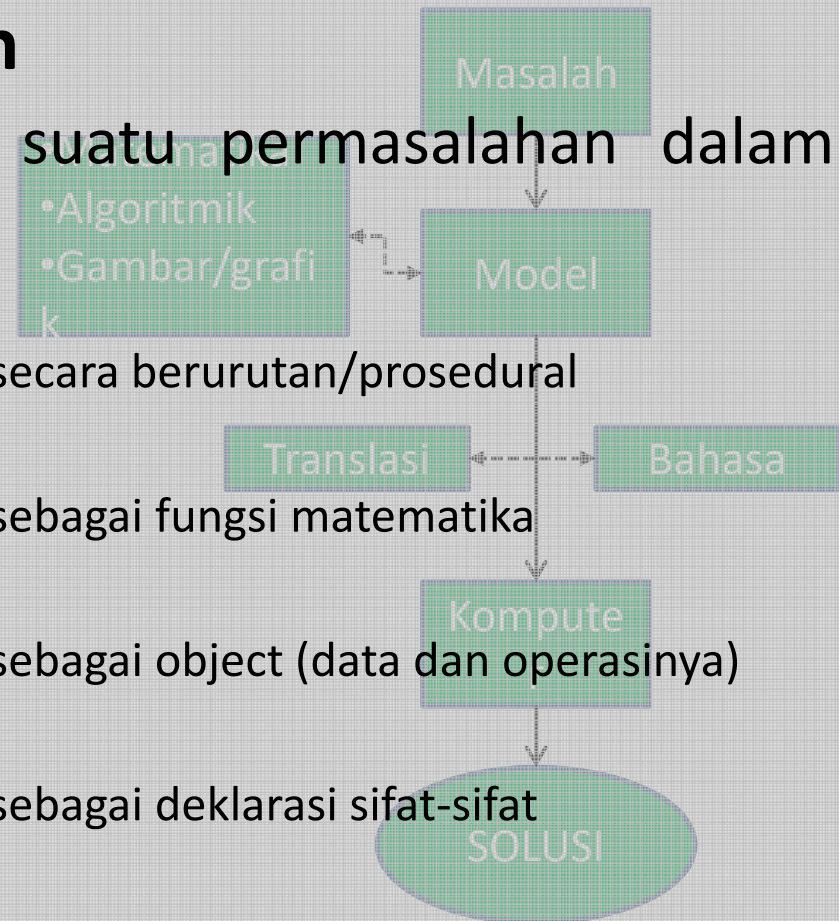 n
Masalah
suatu permasalahan dalam
•Matematika
•Algoritmik
•Gambar/grafi
k
Model
secara berurutan/prosedural
Translasi
Bahasa
sebagai fungsi matematika
Kompute
sebagai object (data dan operasinya)
sebagai deklarasi sifat-sifat
SOLUSI